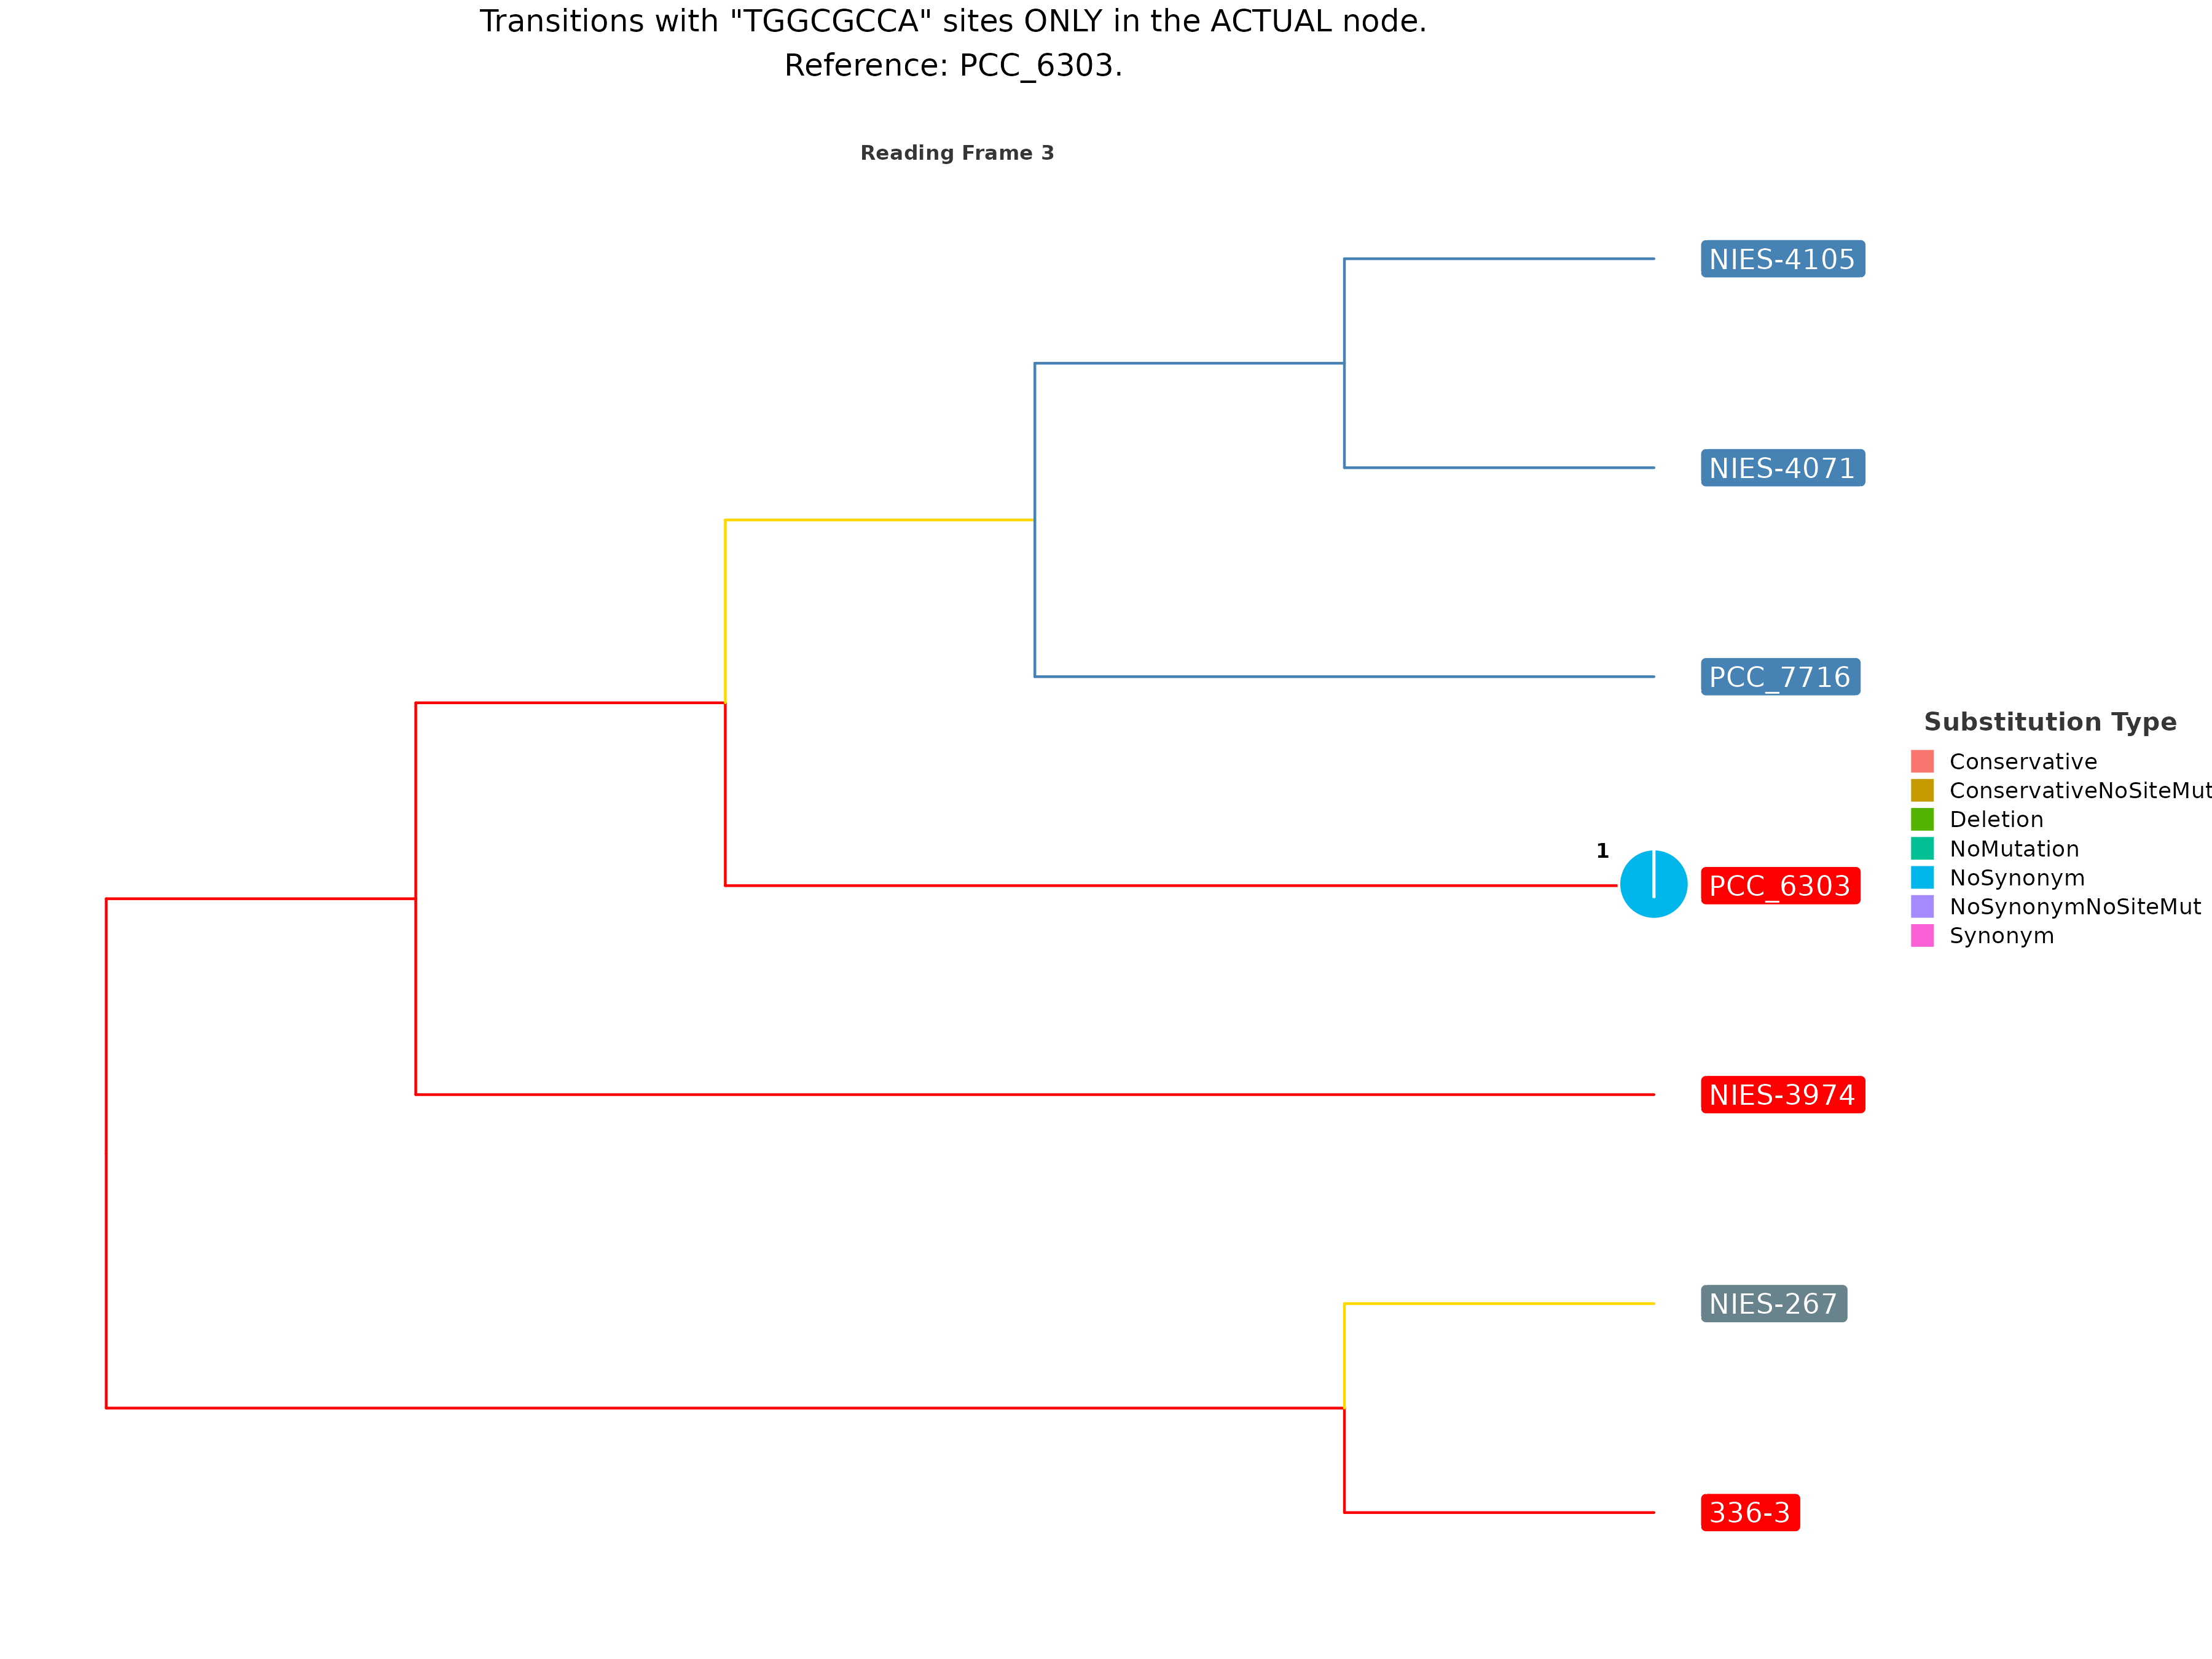 Transitions with "TGGCGCCA" sites ONLY in the ACTUAL node.
Reference: PCC_6303.
Reading Frame 3
NIES-4105
NIES-4071
PCC_7716
1
PCC_6303
NIES-3974
NIES-267
336-3
Substitution Type
Conservative
ConservativeNoSiteMut
Deletion
NoMutation
NoSynonym
NoSynonymNoSiteMut
Synonym